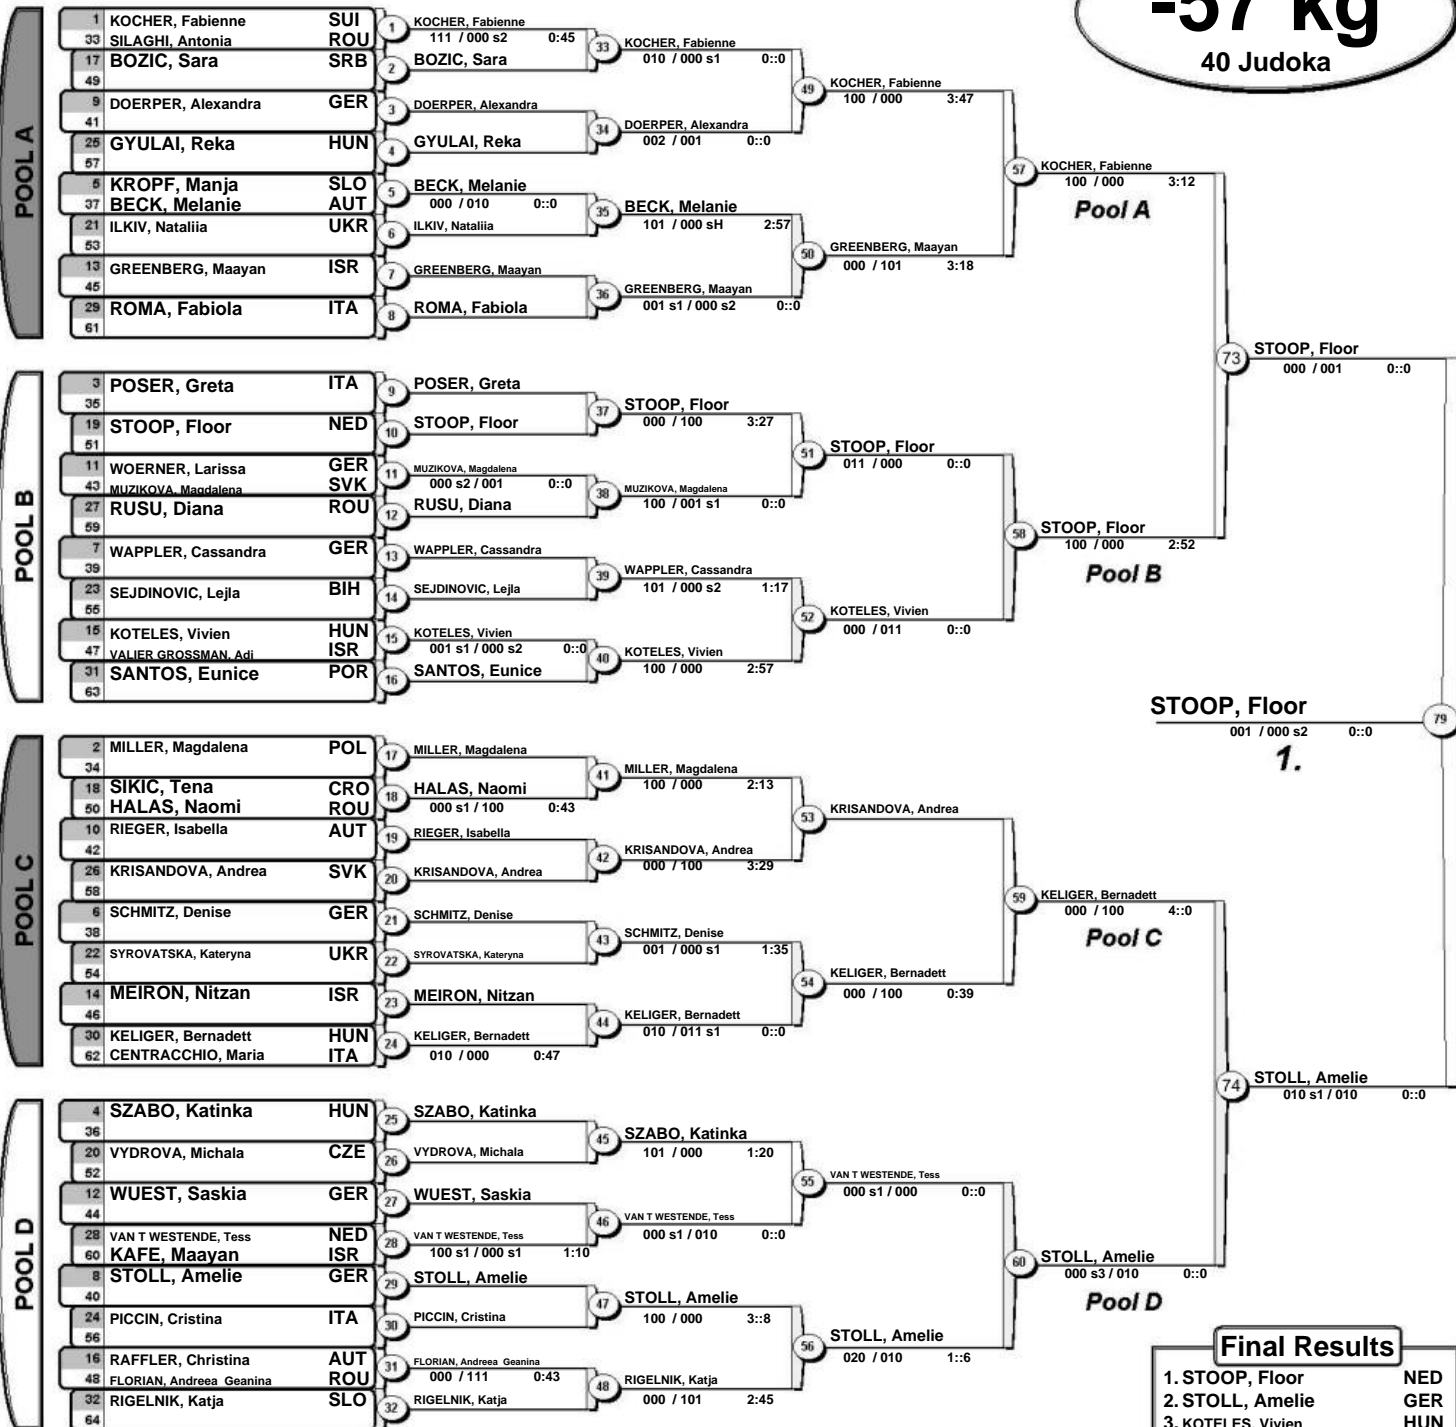 -57 kg
40 Judoka
POOL A
1 KOCHER, Fabienne SUI
33 SILAGHI, Antonia ROU
17 BOZIC, Sara SRB
49
9 DOERPER, Alexandra GER
41
25 GYULAI, Reka HUN
57
5 KROPF, Manja SLO
37 BECK, Melanie AUT
21 ILKIV, Nataliia UKR
53
13 GREENBERG, Maayan ISR
45
29 ROMA, Fabiola ITA
61
1 KOCHER, Fabienne
111 / 000 s2 0:45
2 BOZIC, Sara
3 DOERPER, Alexandra
4 GYULAI, Reka
5 BECK, Melanie
000 / 010 0::0
6 ILKIV, Nataliia
7 GREENBERG, Maayan
8 ROMA, Fabiola
33 KOCHER, Fabienne
010 / 000 s1 0::0
34 DOERPER, Alexandra
002 / 001 0::0
35 BECK, Melanie
101 / 000 sH 2:57
36 GREENBERG, Maayan
001 s1 / 000 s2 0::0
49 KOCHER, Fabienne
100 / 000 3:47
50 GREENBERG, Maayan
000 / 101 3:18
57 KOCHER, Fabienne
100 / 000 3:12
Pool A
POOL B
3 POSER, Greta ITA
35
19 STOOP, Floor NED
51
11 WOERNER, Larissa GER
43 MUZIKOVA, Magdalena SVK
27 RUSU, Diana ROU
59
7 WAPPLER, Cassandra GER
39
23 SEJDINOVIC, Lejla BIH
55
15 KOTELES, Vivien HUN
47 VALIER GROSSMAN, Adi ISR
31 SANTOS, Eunice POR
63
9 POSER, Greta
10 STOOP, Floor
11 MUZIKOVA, Magdalena
000 s2 / 001 0::0
12 RUSU, Diana
13 WAPPLER, Cassandra
14 SEJDINOVIC, Lejla
15 KOTELES, Vivien
001 s1 / 000 s2 0::0
16 SANTOS, Eunice
37 STOOP, Floor
000 / 100 3:27
38 MUZIKOVA, Magdalena
100 / 001 s1 0::0
39 WAPPLER, Cassandra
101 / 000 s2 1:17
40 KOTELES, Vivien
100 / 000 2:57
51 STOOP, Floor
011 / 000 0::0
52 KOTELES, Vivien
000 / 011 0::0
58 STOOP, Floor
100 / 000 2:52
Pool B
73 STOOP, Floor
000 / 001 0::0
STOOP, Floor
79
001 / 000 s2 0::0
1.
POOL C
2 MILLER, Magdalena POL
34
18 SIKIC, Tena CRO
50 HALAS, Naomi ROU
10 RIEGER, Isabella AUT
42
26 KRISANDOVA, Andrea SVK
58
6 SCHMITZ, Denise GER
38
22 SYROVATSKA, Kateryna UKR
54
14 MEIRON, Nitzan ISR
46
30 KELIGER, Bernadett HUN
62 CENTRACCHIO, Maria ITA
17 MILLER, Magdalena
18 HALAS, Naomi
000 s1 / 100 0:43
19 RIEGER, Isabella
20 KRISANDOVA, Andrea
21 SCHMITZ, Denise
22 SYROVATSKA, Kateryna
23 MEIRON, Nitzan
24 KELIGER, Bernadett
010 / 000 0:47
41 MILLER, Magdalena
100 / 000 2:13
42 KRISANDOVA, Andrea
000 / 100 3:29
43 SCHMITZ, Denise
001 / 000 s1 1:35
44 KELIGER, Bernadett
010 / 011 s1 0::0
53 KRISANDOVA, Andrea
54 KELIGER, Bernadett
000 / 100 0:39
59 KELIGER, Bernadett
000 / 100 4::0
Pool C
POOL D
4 SZABO, Katinka HUN
36
20 VYDROVA, Michala CZE
52
12 WUEST, Saskia GER
44
28 VAN T WESTENDE, Tess NED
60 KAFE, Maayan ISR
8 STOLL, Amelie GER
40
24 PICCIN, Cristina ITA
56
16 RAFFLER, Christina AUT
48 FLORIAN, Andreea Geanina ROU
32 RIGELNIK, Katja SLO
64
25 SZABO, Katinka
26 VYDROVA, Michala
27 WUEST, Saskia
28 VAN T WESTENDE, Tess
100 s1 / 000 s1 1:10
29 STOLL, Amelie
30 PICCIN, Cristina
31 FLORIAN, Andreea Geanina
000 / 111 0:43
32 RIGELNIK, Katja
45 SZABO, Katinka
101 / 000 1:20
46 VAN T WESTENDE, Tess
000 s1 / 010 0::0
47 STOLL, Amelie
100 / 000 3::8
48 RIGELNIK, Katja
000 / 101 2:45
55 VAN T WESTENDE, Tess
000 s1 / 000 0::0
56 STOLL, Amelie
020 / 010 1::6
60 STOLL, Amelie
000 s3 / 010 0::0
Pool D
74 STOLL, Amelie
010 s1 / 010 0::0
Final Results
1. STOOP, Floor NED
2. STOLL, Amelie GER
3. KOTELES, Vivien HUN